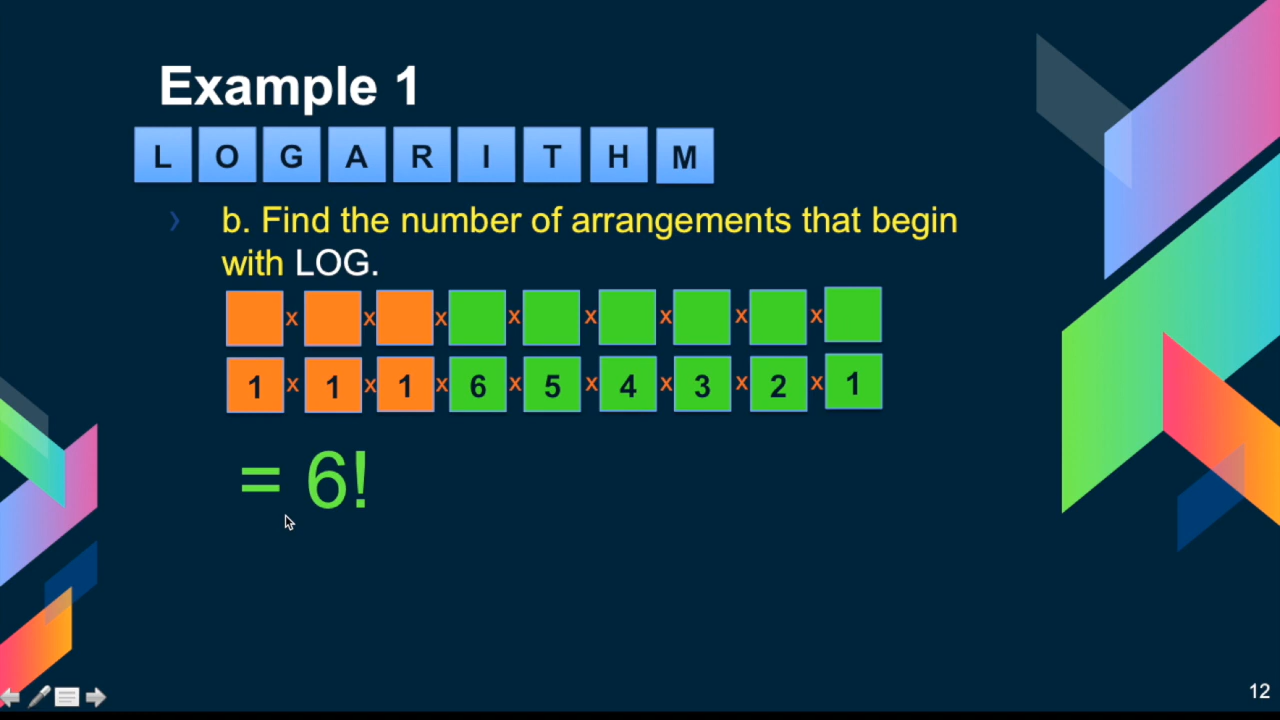 Example 1
L O G A R I T H M
› b. Find the number of arrangements that begin
with LOG.
x x x x x x x x
1 x 1 x 1 x 6 x 5 x 4 x 3 x 2 x 1
= 6!
12